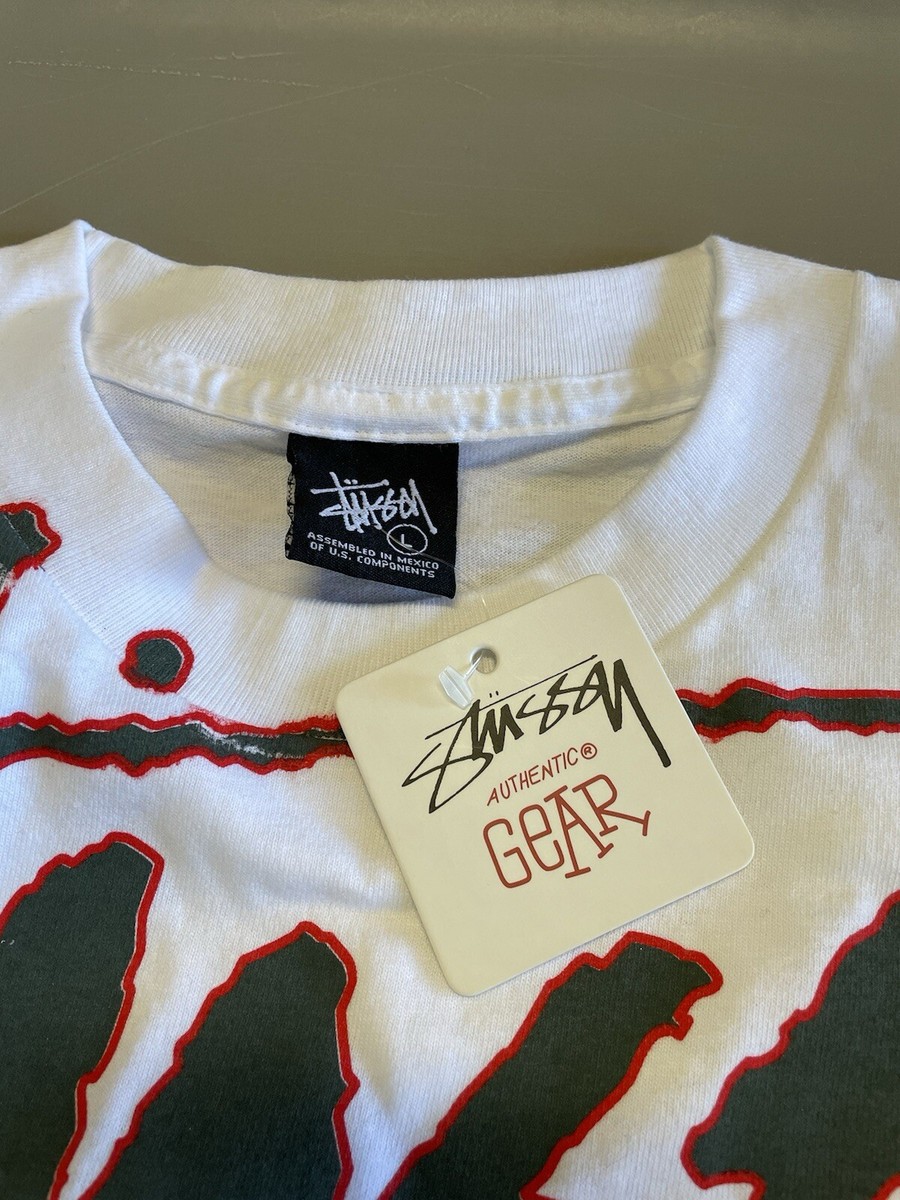 Stüssy
L
ASSEMBLED IN MEXICO
OF U.S. COMPONENTS
Stüssy
AUTHENTIC®
GeAR